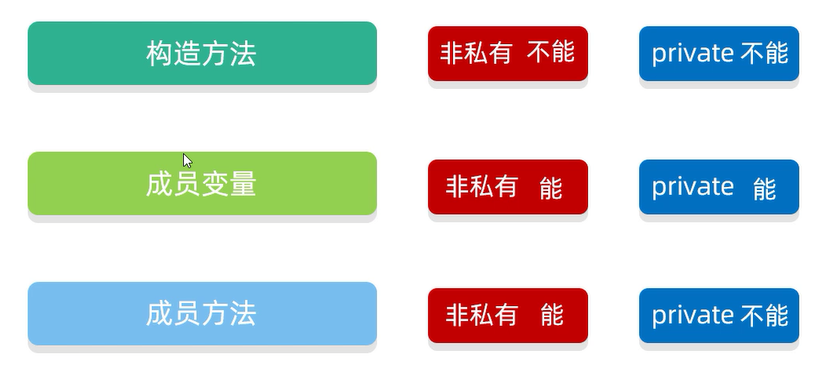 构造方法 非私有 不能 private 不能
成员变量 非私有 能 private 能
成员方法 非私有 能 private 不能